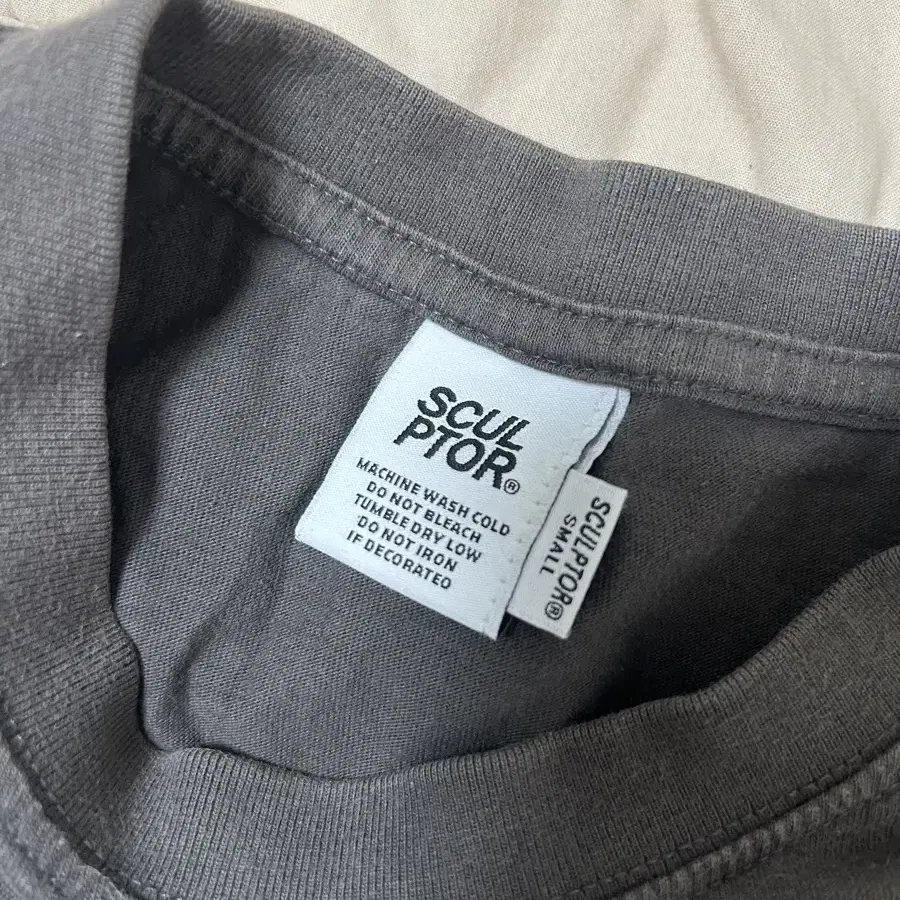 SCUL
PTOR®
MACHINE WASH COLD
DO NOT BLEACH
TUMBLE DRY LOW
DO NOT IRON
IF DECORATED
SCULPTOR®
SMALL